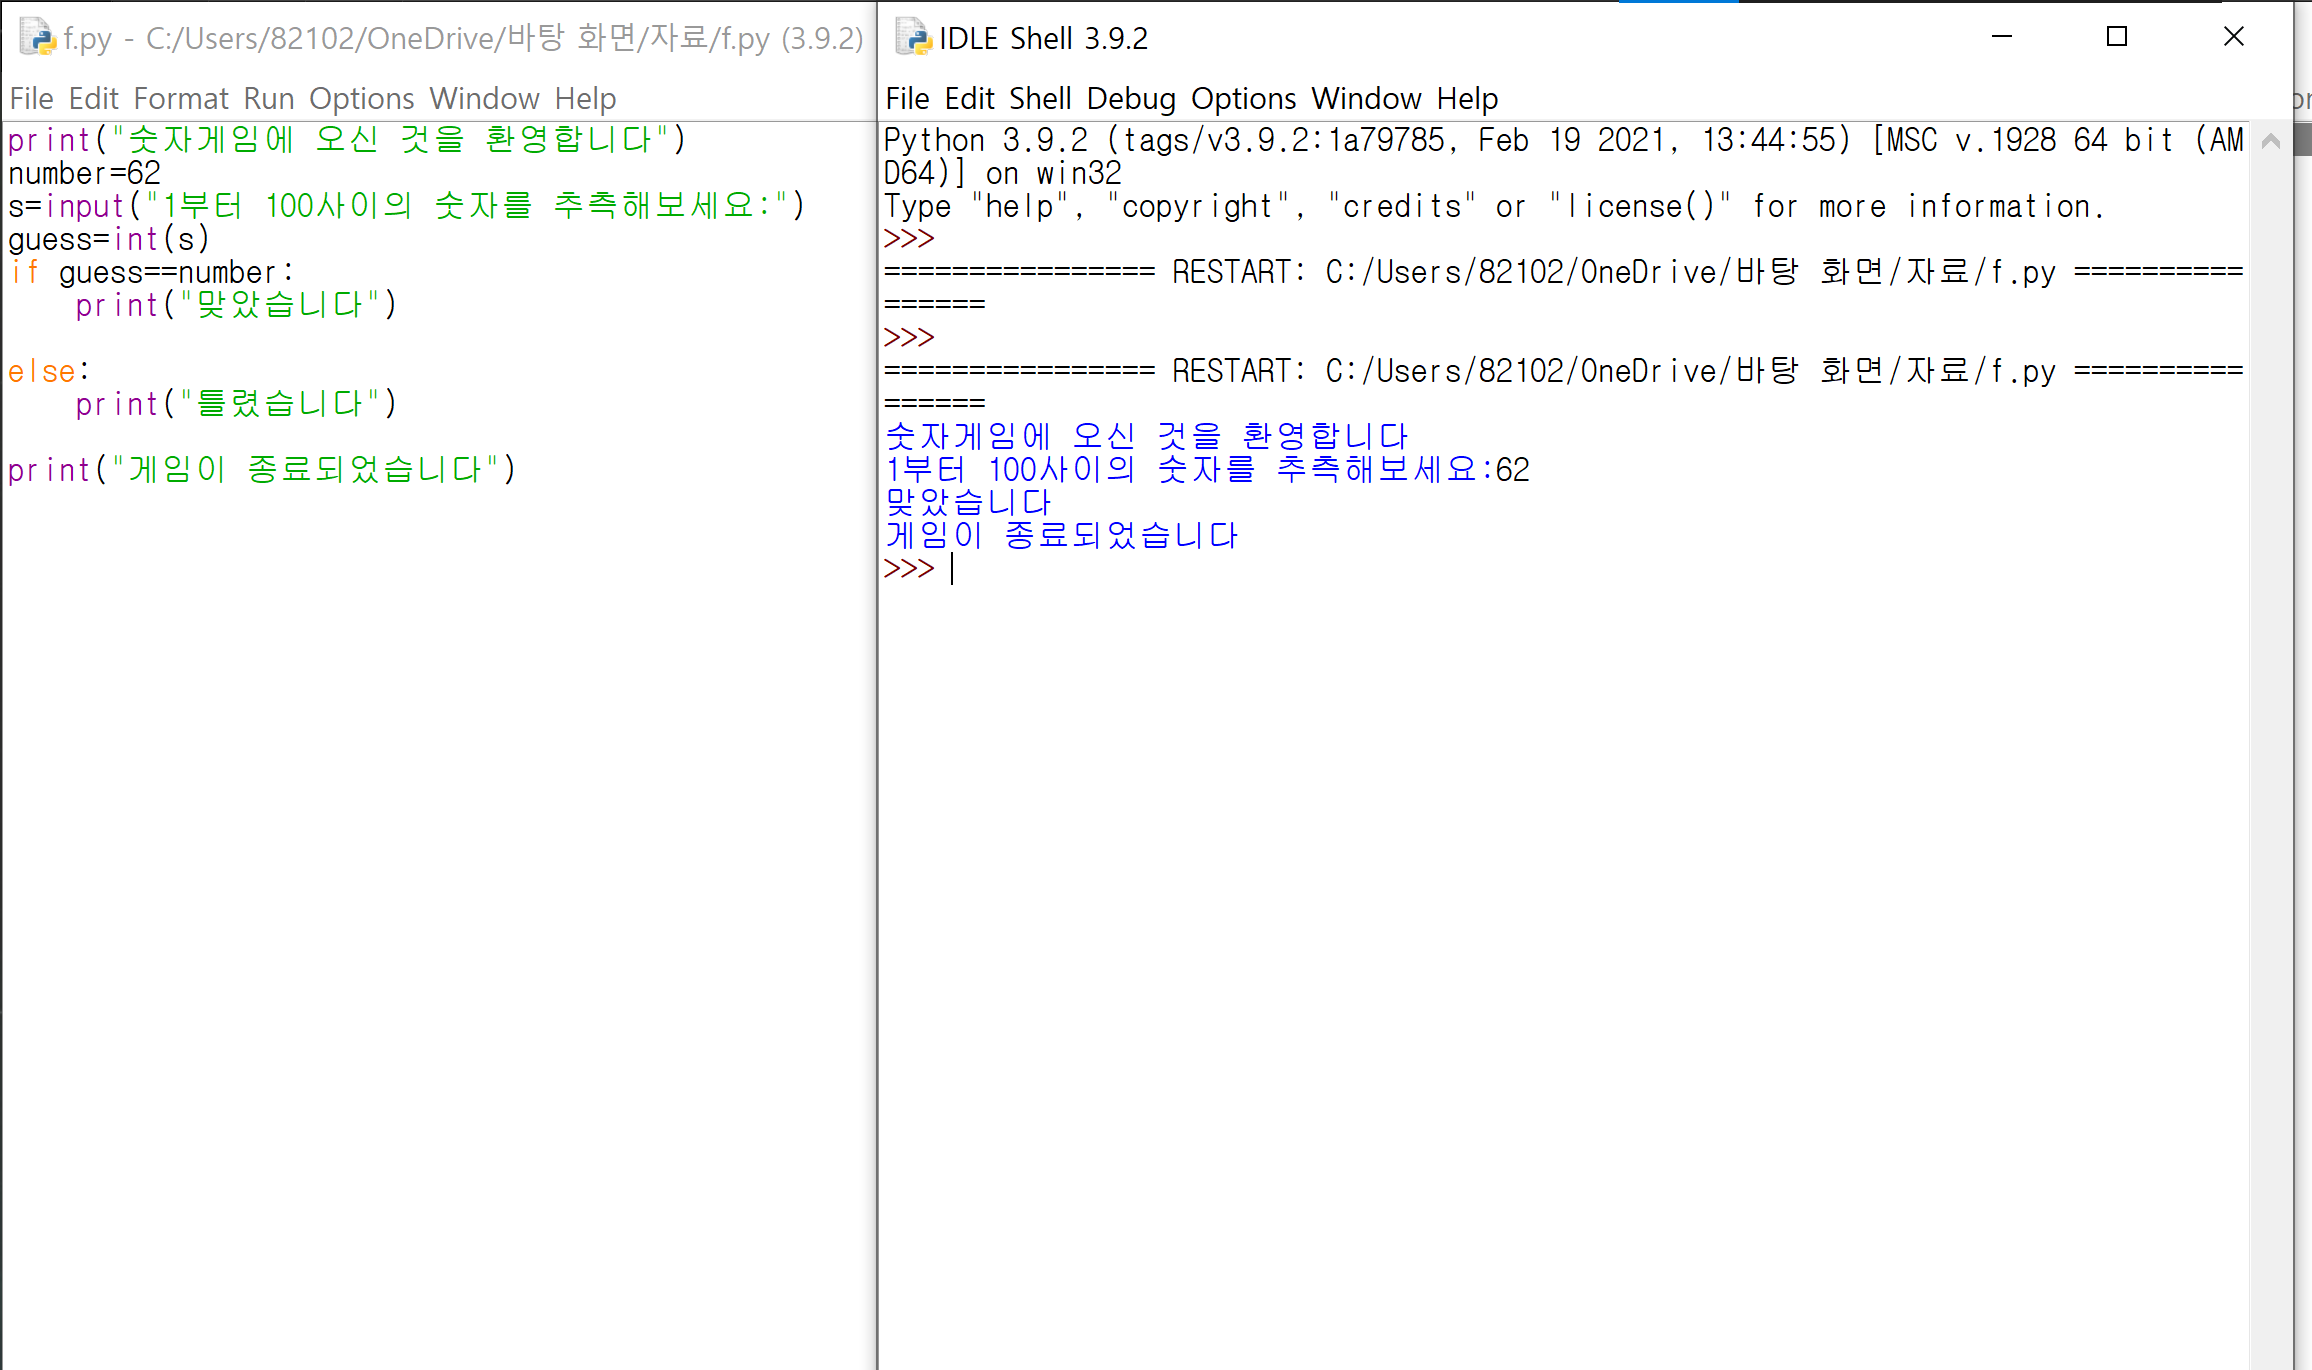 f.py - C:/Users/82102/OneDrive/바탕 화면/자료/f.py (3.9.2)
File Edit Format Run Options Window Help
print("숫자게임에 오신 것을 환영합니다")
number=62
s=input("1부터 100사이의 숫자를 추측해보세요:")
guess=int(s)
if guess==number:
    print("맞았습니다")
else:
    print("틀렸습니다")
print("게임이 종료되었습니다")
IDLE Shell 3.9.2
File Edit Shell Debug Options Window Help
Python 3.9.2 (tags/v3.9.2:1a79785, Feb 19 2021, 13:44:55) [MSC v.1928 64 bit (AM
D64)] on win32
Type "help", "copyright", "credits" or "license()" for more information.
>>>
================ RESTART: C:/Users/82102/OneDrive/바탕 화면/자료/f.py ==========
======
>>>
================ RESTART: C:/Users/82102/OneDrive/바탕 화면/자료/f.py ==========
======
숫자게임에 오신 것을 환영합니다
1부터 100사이의 숫자를 추측해보세요:62
맞았습니다
게임이 종료되었습니다
>>>